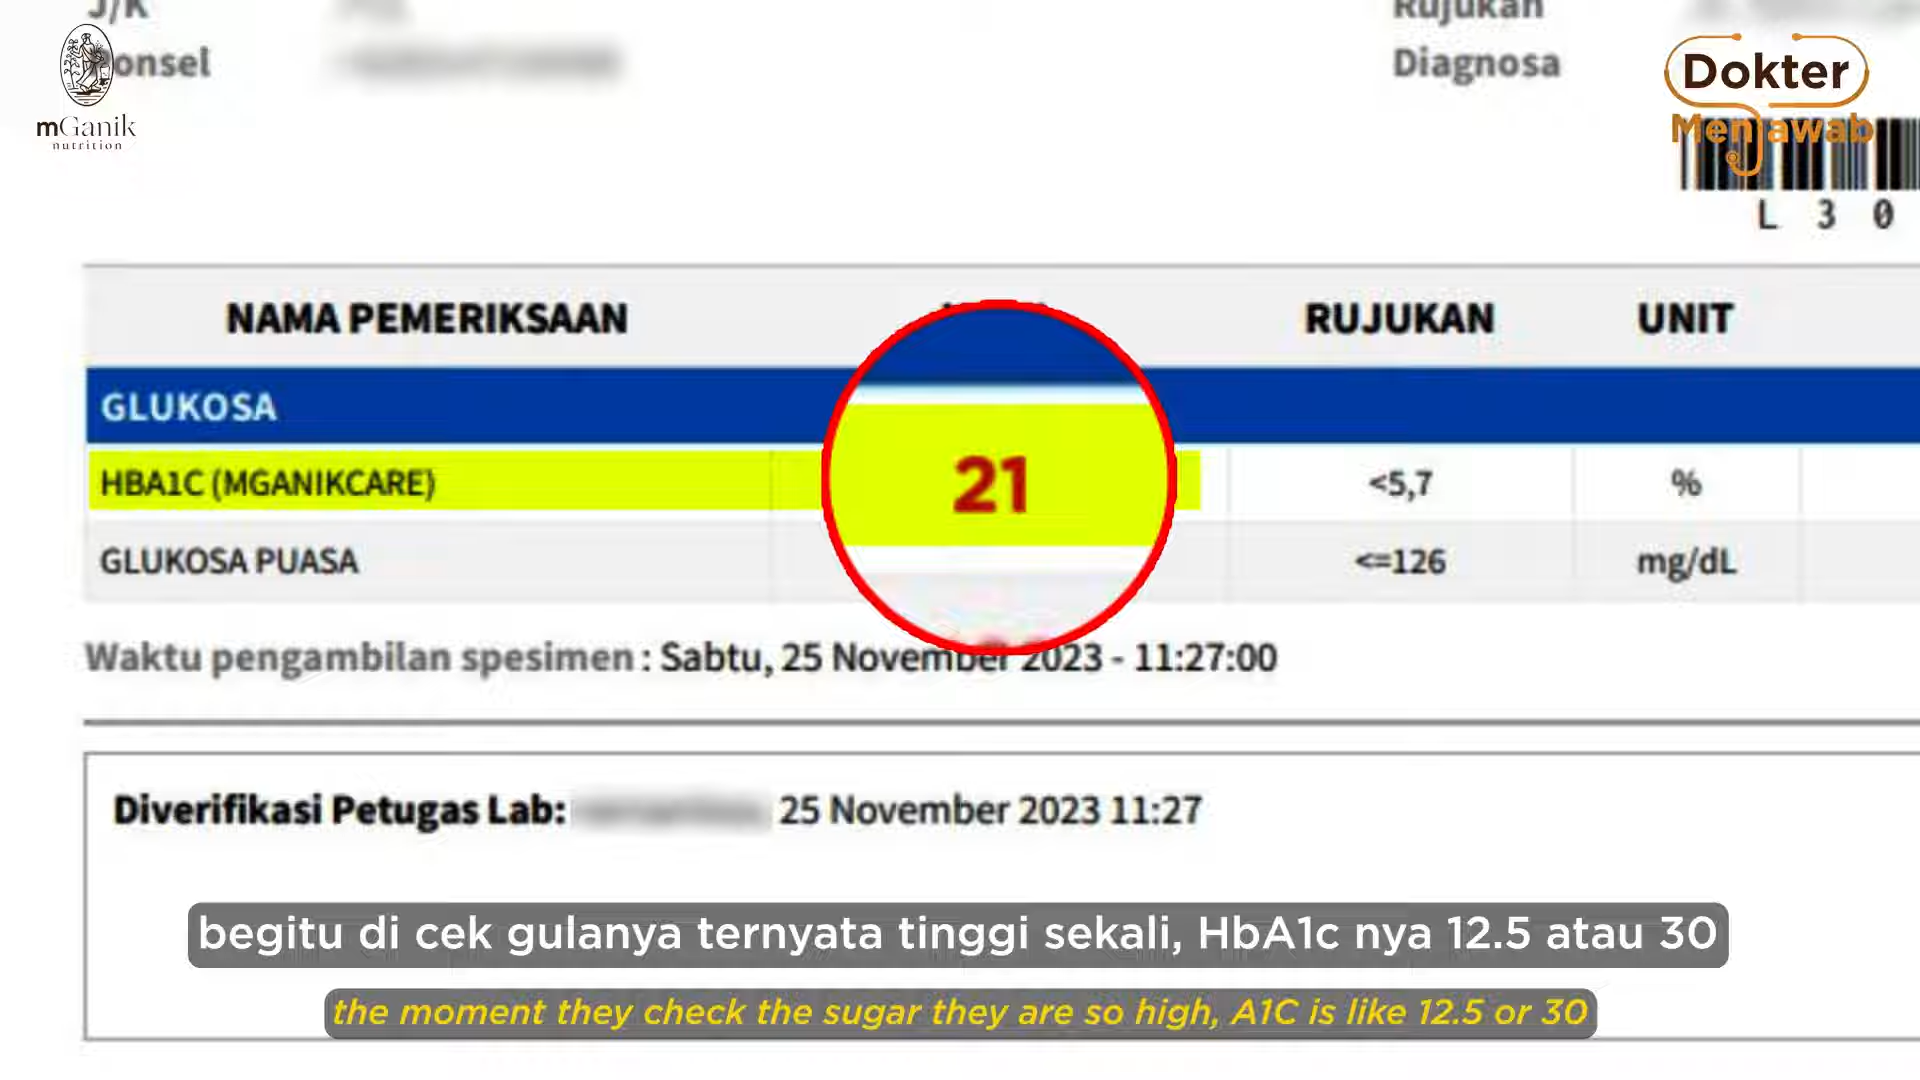 J/K
Rujukan
Ponsel
Diagnosa
mGanik
nutrition
Dokter
Menjawab
L 3 0
NAMA PEMERIKSAAN RUJUKAN UNIT
GLUKOSA
HBA1C (MGANIKCARE) 21 <5,7 %
GLUKOSA PUASA <=126 mg/dL
Waktu pengambilan spesimen : Sabtu, 25 November 2023 - 11:27:00
Diverifikasi Petugas Lab: 25 November 2023 11:27
begitu di cek gulanya ternyata tinggi sekali, HbA1c nya 12.5 atau 30
the moment they check the sugar they are so high, A1C is like 12.5 or 30